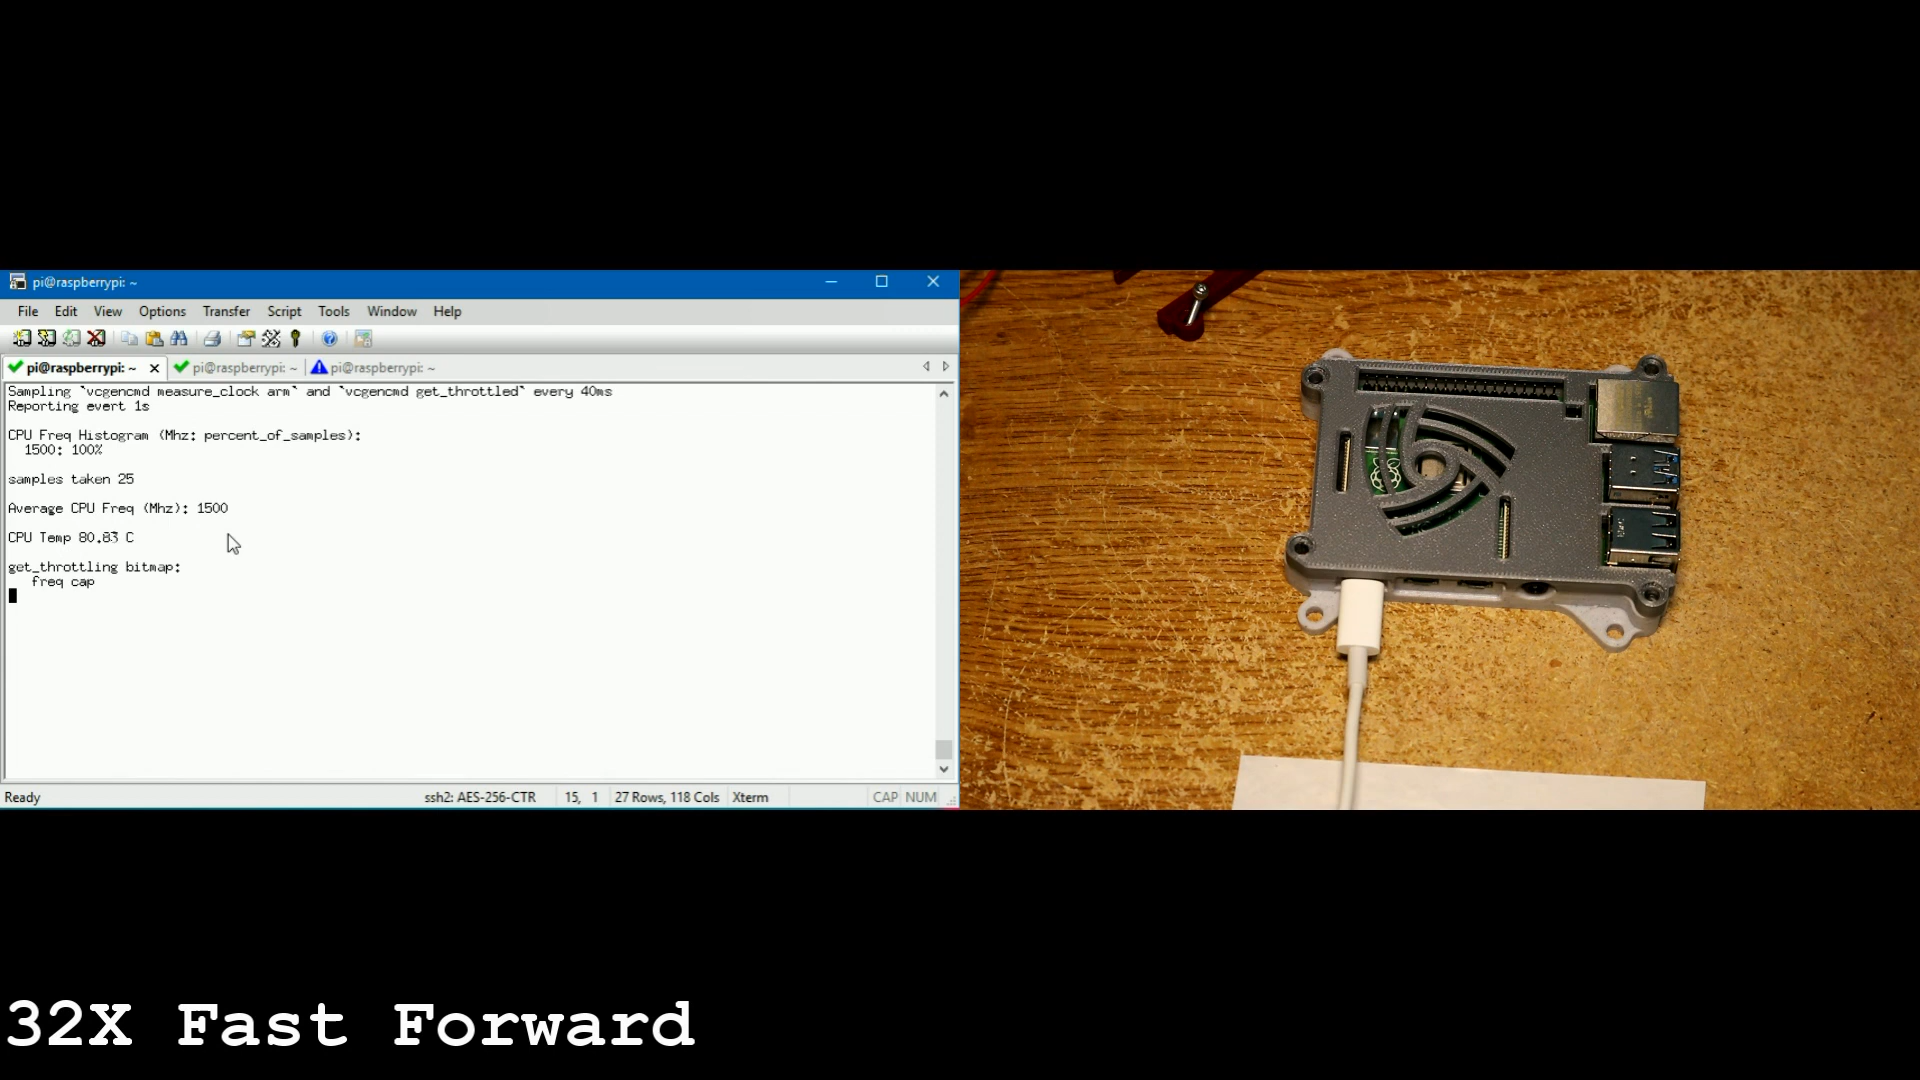 pi@raspberrypi: ~
File Edit View Options Transfer Script Tools Window Help
pi@raspberrypi: ~ pi@raspberrypi: ~ pi@raspberrypi: ~
Sampling `vcgencmd measure_clock arm` and `vcgencmd get_throttled` every 40ms
Reporting evert 1s
CPU Freq Histogram (Mhz: percent_of_samples):
1500: 100%
samples taken 25
Average CPU Freq (Mhz): 1500
CPU Temp 80.83 C
get_throttling bitmap:
freq cap
Ready ssh2: AES-256-CTR 15, 1 27 Rows, 118 Cols Xterm CAP NUM
32X Fast Forward